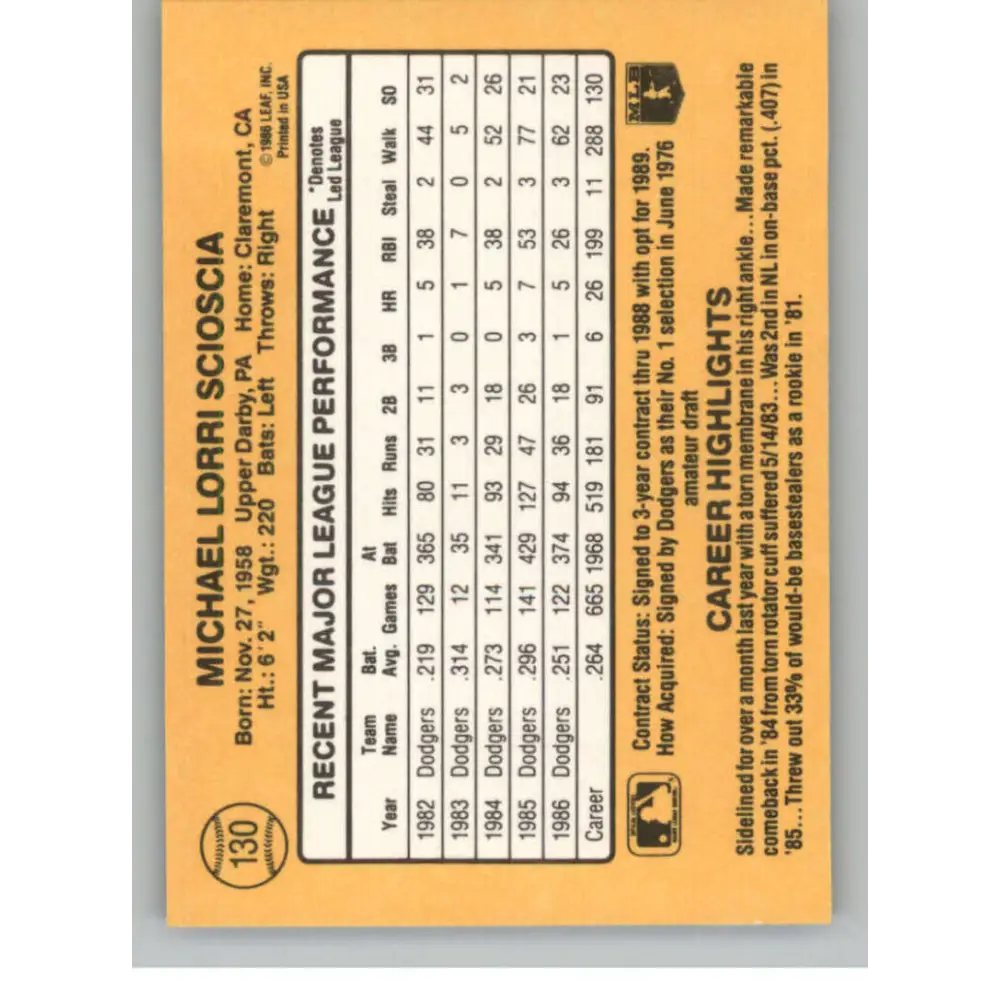 130
MICHAEL LORRI SCIOSCIA
Born: Nov. 27, 1958 Upper Darby, PA Home: Claremont, CA
Ht.: 6'2" Wgt.: 220 Bats: Left Throws: Right
© 1986 LEAF, INC.
Printed in USA
RECENT MAJOR LEAGUE PERFORMANCE *Denotes Led League
Year Team Name Bat. Avg. Games At Bat Hits Runs 2B 3B HR RBI Steal Walk SO
1982 Dodgers .219 129 365 80 31 11 1 5 38 2 44 31
1983 Dodgers .314 12 35 11 3 3 0 1 7 0 5 2
1984 Dodgers .273 114 341 93 29 18 0 5 38 2 52 26
1985 Dodgers .296 141 429 127 47 26 3 7 53 3 77 21
1986 Dodgers .251 122 374 94 36 18 1 5 26 3 62 23
Career .264 665 1968 519 181 91 6 26 199 11 288 130
Contract Status: Signed to 3-year contract thru 1988 with opt for 1989.
How Acquired: Signed by Dodgers as their No. 1 selection in June 1976
amateur draft
MLB
CAREER HIGHLIGHTS
Sidelined for over a month last year with a torn membrane in his right ankle...Made remarkable
comeback in '84 from torn rotator cuff suffered 5/14/83...Was 2nd in NL in on-base pct. (.407) in
'85...Threw out 33% of would-be basestealers as a rookie in '81.